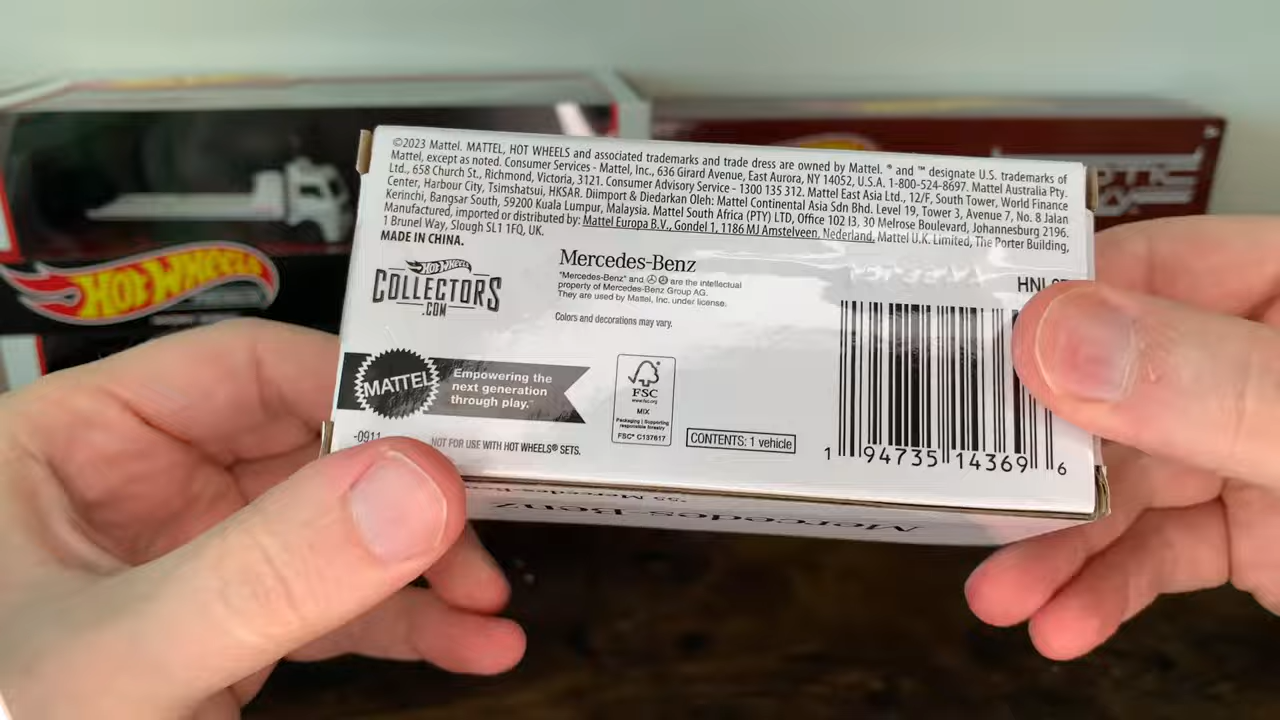 ©2023 Mattel. MATTEL, HOT WHEELS and associated trademarks and trade dress are owned by Mattel. ® and ™ designate U.S. trademarks of
Mattel, except as noted. Consumer Services - Mattel, Inc., 636 Girard Avenue, East Aurora, NY 14052, U.S.A. 1-800-524-8697. Mattel Australia Pty.
Ltd., 658 Church St., Richmond, Victoria, 3121. Consumer Advisory Service - 1300 135 312. Mattel East Asia Ltd., 12/F, South Tower, World Finance
Center, Harbour City, Tsimshatsui, HKSAR. Diimport & Diedarkan Oleh: Mattel Continental Asia Sdn Bhd. Level 19, Tower 3, Avenue 7, No. 8 Jalan
Kerinchi, Bangsar South, 59200 Kuala Lumpur, Malaysia. Mattel South Africa (PTY) LTD, Office 102 I3, 30 Melrose Boulevard, Johannesburg 2196.
Manufactured, imported or distributed by: Mattel Europa B.V., Gondel 1, 1186 MJ Amstelveen, Nederland. Mattel U.K. Limited, The Porter Building,
1 Brunel Way, Slough SL1 1FQ, UK.
MADE IN CHINA.
HOT WHEELS
COLLECTORS
.COM
Mercedes-Benz
"Mercedes-Benz" and are the intellectual
property of Mercedes-Benz Group AG.
They are used by Mattel, Inc. under license.
Colors and decorations may vary.
HNL
MATTEL
Empowering the
next generation
through play.™
FSC
www.fsc.org
MIX
Packaging | Supporting
responsible forestry
FSC® C137617
CONTENTS: 1 vehicle
-0911
NOT FOR USE WITH HOT WHEELS® SETS.
1 94735 14369 6
Mercedes Benz
HOT WHEELS